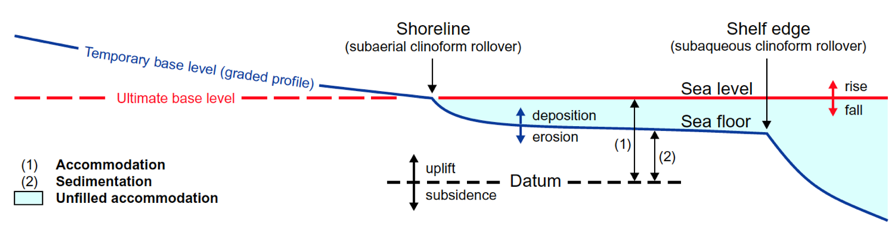 Shoreline
(subaerial clinoform rollover)
Shelf edge
(subaqueous clinoform rollover)
Temporary base level (graded profile)
Ultimate base level
Sea level
rise
fall
deposition
erosion
Sea floor
(1)
(2)
uplift
subsidence
Datum
(1) Accommodation
(2) Sedimentation
Unfilled accommodation